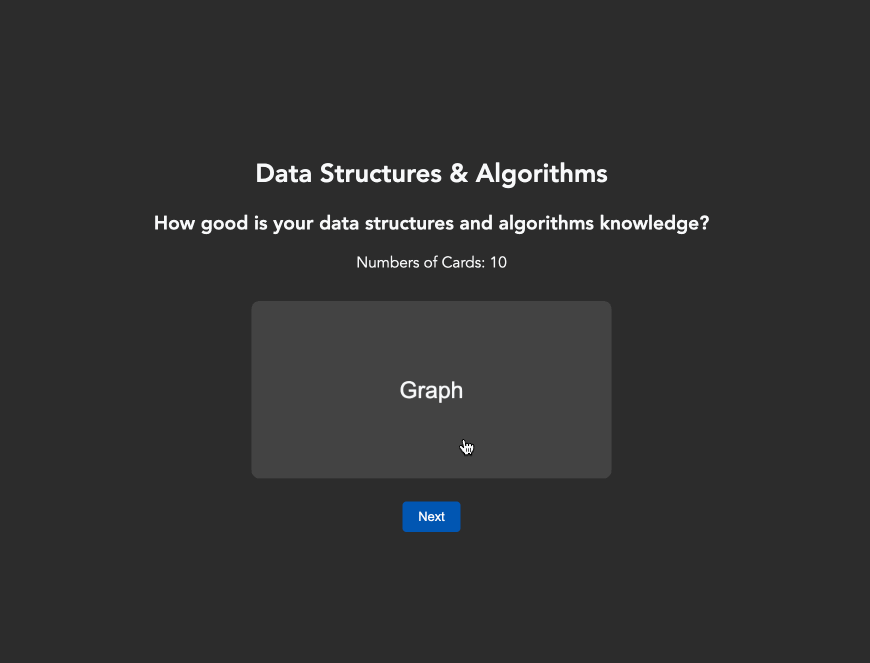 Data Structures & Algorithms
How good is your data structures and algorithms knowledge?
Numbers of Cards: 10
Graph
Next